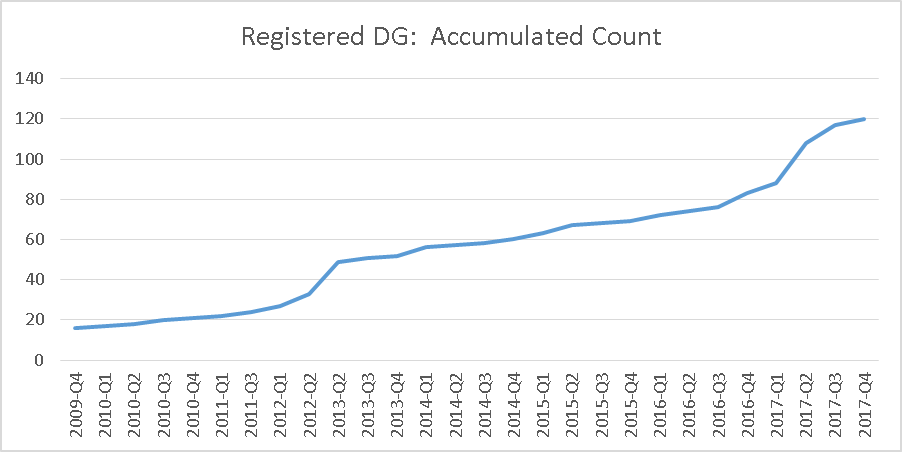 Registered DG:  Accumulated Count
140
120
100
80
60
40
20
0
2009-Q4
2010-Q1
2010-Q2
2010-Q3
2010-Q4
2011-Q1
2011-Q3
2012-Q1
2012-Q2
2013-Q2
2013-Q3
2013-Q4
2014-Q1
2014-Q2
2014-Q3
2014-Q4
2015-Q1
2015-Q2
2015-Q3
2015-Q4
2016-Q1
2016-Q2
2016-Q3
2016-Q4
2017-Q1
2017-Q2
2017-Q3
2017-Q4